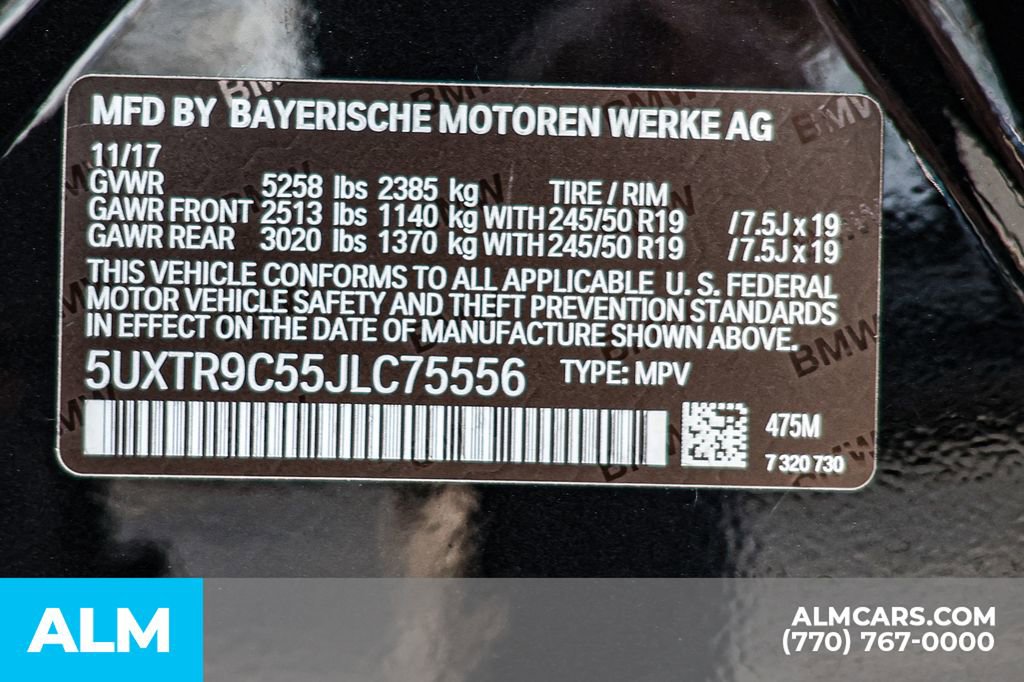 MFD BY BAYERISCHE MOTOREN WERKE AG
11/17
GVWR 5258 lbs 2385 kg TIRE / RIM
GAWR FRONT 2513 lbs 1140 kg WITH 245/50 R19 /7.5J x 19
GAWR REAR 3020 lbs 1370 kg WITH 245/50 R19 /7.5J x 19
THIS VEHICLE CONFORMS TO ALL APPLICABLE U. S. FEDERAL
MOTOR VEHICLE SAFETY AND THEFT PREVENTION STANDARDS
IN EFFECT ON THE DATE OF MANUFACTURE SHOWN ABOVE.
5UXTR9C55JLC75556 TYPE: MPV
475M
7 320 730
ALM
ALMCARS.COM
(770) 767-0000